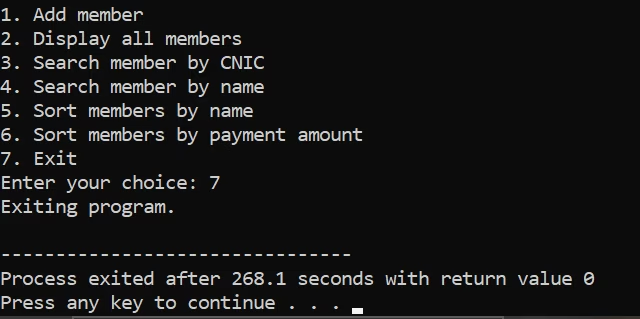 1. Add member
2. Display all members
3. Search member by CNIC
4. Search member by name
5. Sort members by name
6. Sort members by payment amount
7. Exit
Enter your choice: 7
Exiting program.
--------------------------------
Process exited after 268.1 seconds with return value 0
Press any key to continue . . .